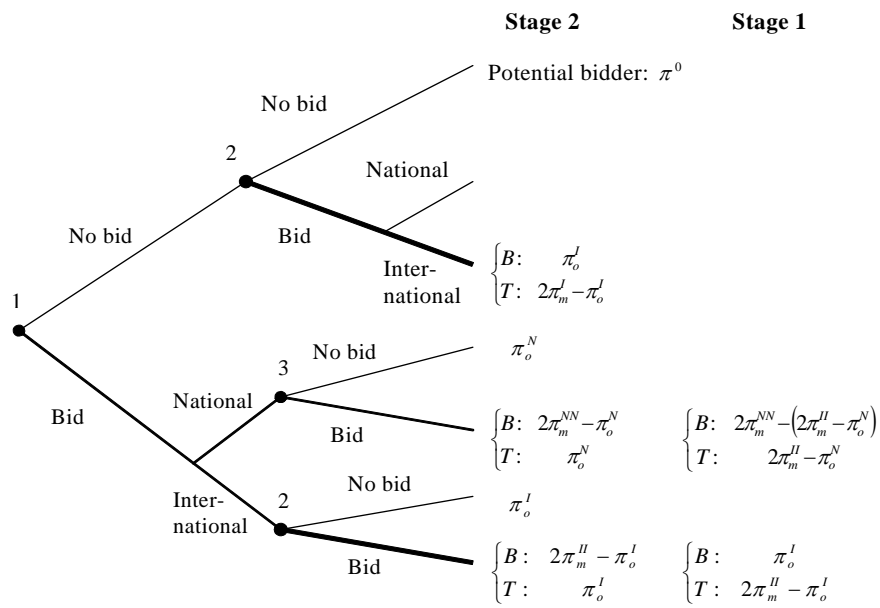 Stage 2 Stage 1
Potential bidder: π⁰
No bid
2
National
No bid
Bid
Inter-
national
{B: π_o^I
{T: 2π_m^I − π_o^I
1
No bid
π_o^N
3
National
Bid
Bid
{B: 2π_m^{NN} − π_o^N
{T: π_o^N
{B: 2π_m^{NN} − (2π_m^{II} − π_o^N)
{T: 2π_m^{II} − π_o^N
No bid
Inter-
national
2
π_o^I
Bid
{B: 2π_m^{II} − π_o^I
{T: π_o^I
{B: π_o^I
{T: 2π_m^{II} − π_o^I